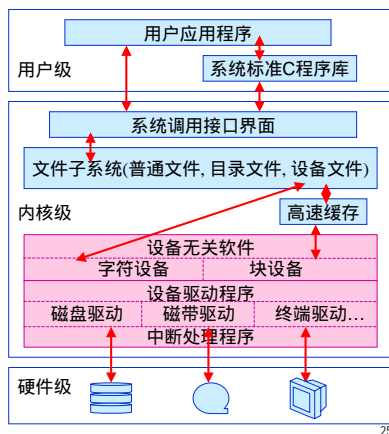 用户应用程序
用户级
系统标准C程序库
系统调用接口界面
文件子系统(普通文件, 目录文件, 设备文件)
内核级
高速缓存
设备无关软件
字符设备
块设备
设备驱动程序
磁盘驱动
磁带驱动
终端驱动…
中断处理程序
硬件级
25